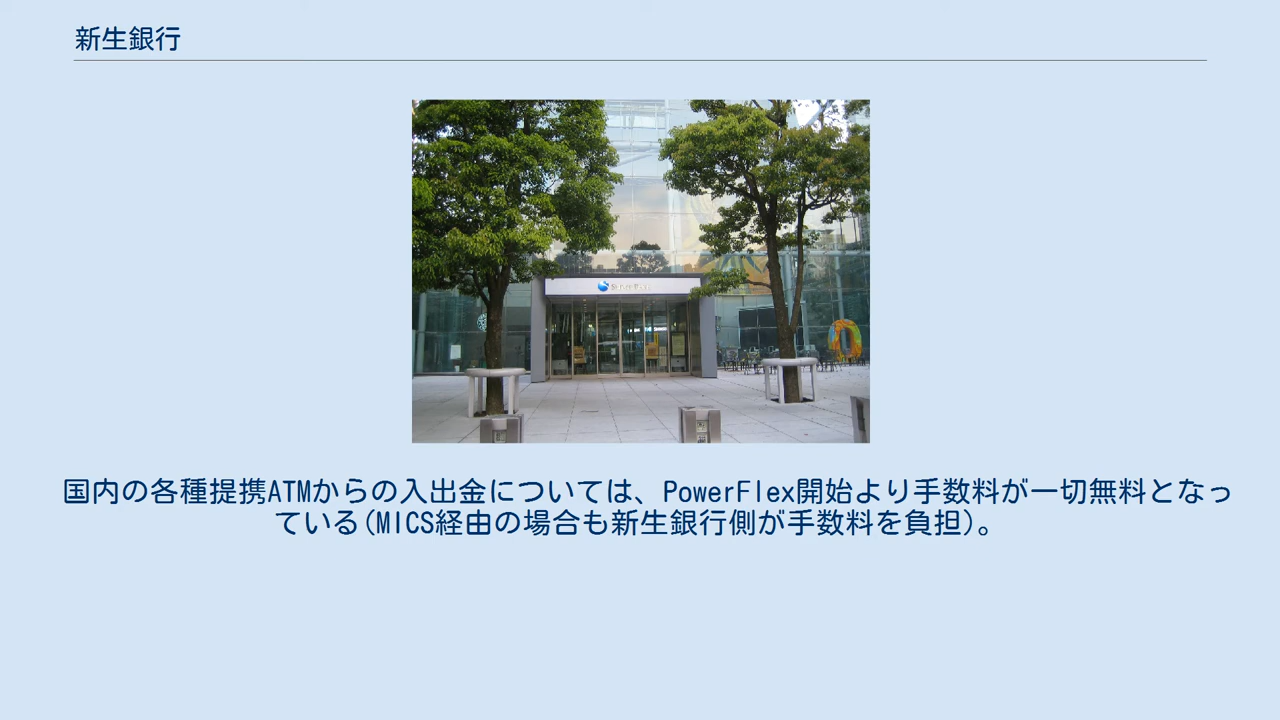 新生銀行
国内の各種提携ATMからの入出金については、PowerFlex開始より手数料が一切無料となっ
ている(MICS経由の場合も新生銀行側が手数料を負担)。